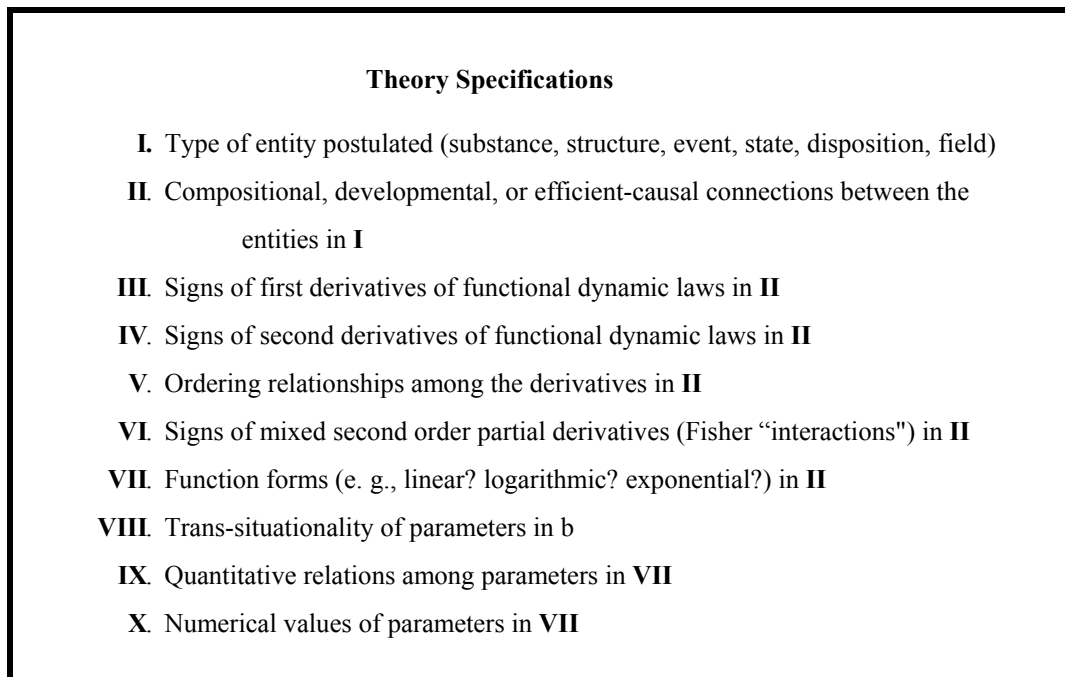 Theory Specifications
I. Type of entity postulated (substance, structure, event, state, disposition, field)
II. Compositional, developmental, or efficient-causal connections between the
entities in I
III. Signs of first derivatives of functional dynamic laws in II
IV. Signs of second derivatives of functional dynamic laws in II
V. Ordering relationships among the derivatives in II
VI. Signs of mixed second order partial derivatives (Fisher “interactions") in II
VII. Function forms (e. g., linear? logarithmic? exponential?) in II
VIII. Trans-situationality of parameters in b
IX. Quantitative relations among parameters in VII
X. Numerical values of parameters in VII